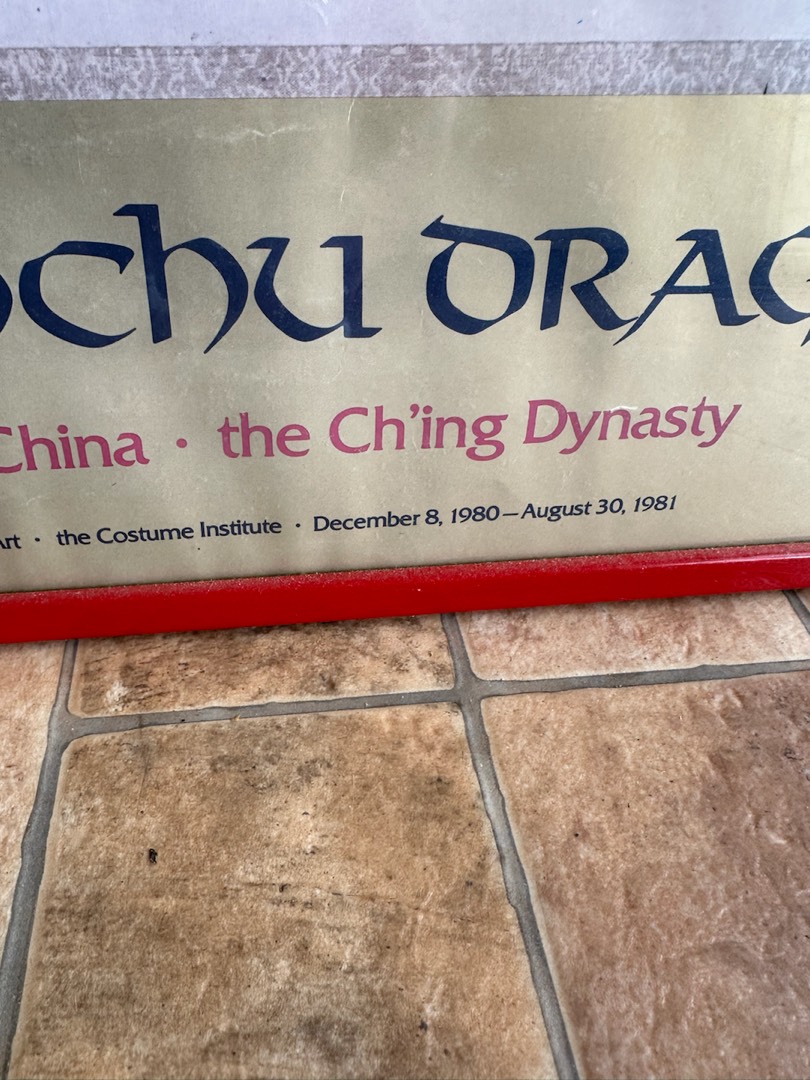 chu DRAG
China · the Ch'ing Dynasty
Art · the Costume Institute · December 8, 1980–August 30, 1981